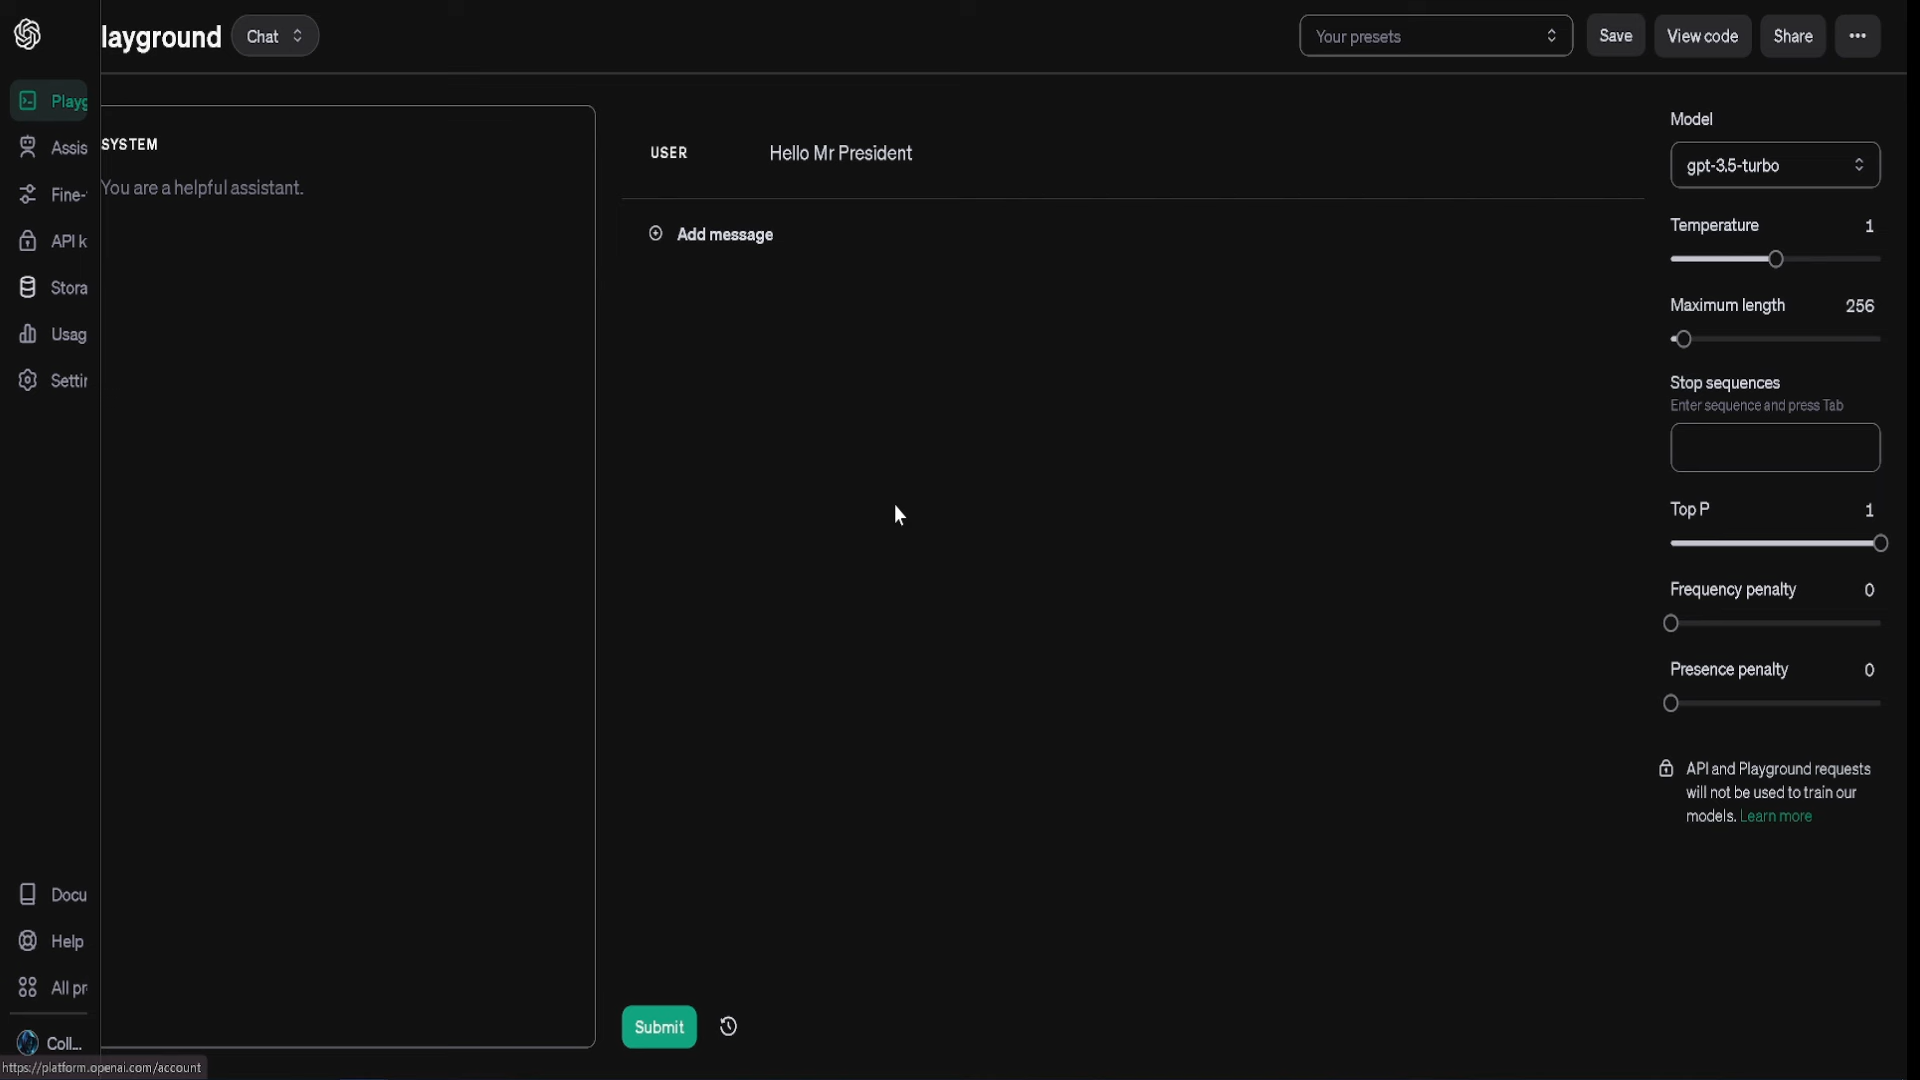 layground
Chat
Your presets
Save
View code
Share
Playg
Assis
Fine-
API k
Stora
Usag
Settin
Docu
Help
All pr
Coll...
https://platform.openai.com/account
SYSTEM
You are a helpful assistant.
USER
Hello Mr President
Add message
Submit
Model
gpt-3.5-turbo
Temperature 1
Maximum length 256
Stop sequences
Enter sequence and press Tab
Top P 1
Frequency penalty 0
Presence penalty 0
API and Playground requests
will not be used to train our
models. Learn more